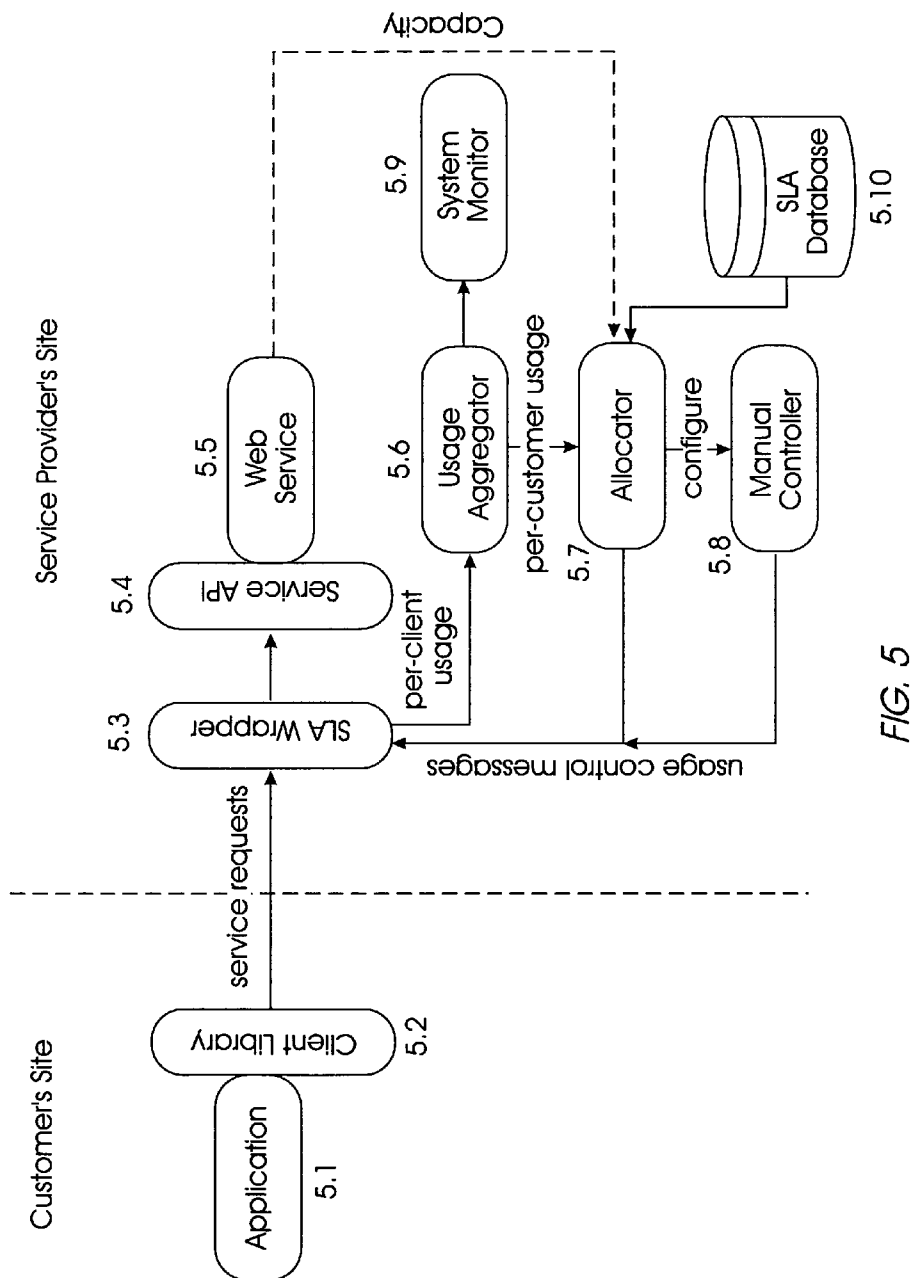 Customer's Site
Service Provider's Site
Application
5.1
Client Library
5.2
service requests
5.3
SLA Wrapper
5.4
Service API
5.5
Web
Service
Capacity
per-client
usage
5.6
Usage
Aggregator
5.9
System
Monitor
per-customer usage
usage control messages
5.7
Allocator
configure
5.8
Manual
Controller
SLA
Database
5.10
FIG. 5